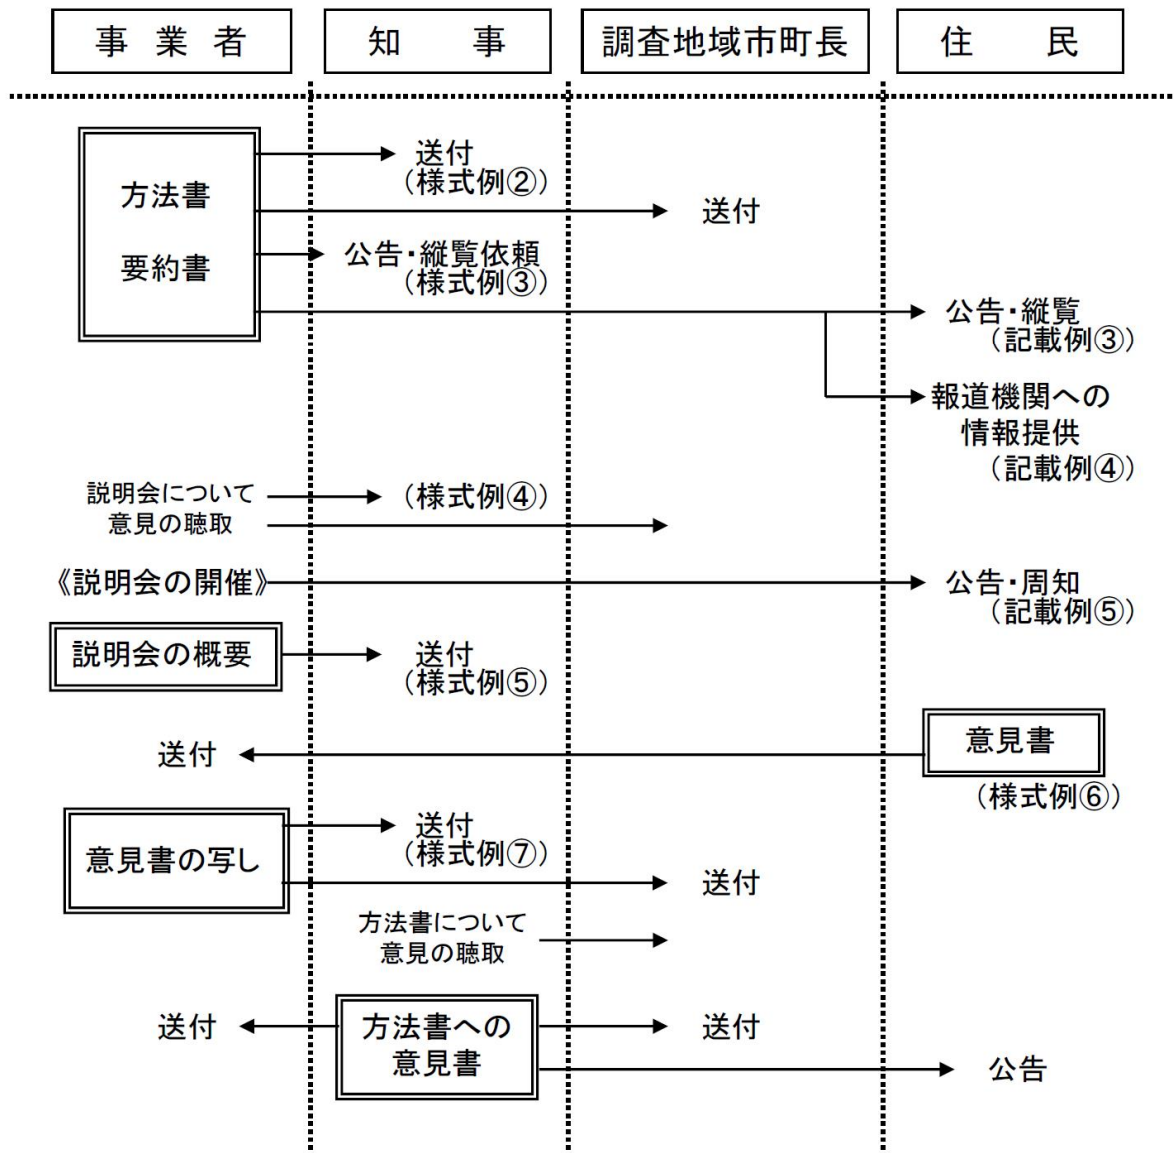 事 業 者
知 事
調査地域市町長
住 民
方法書
要約書
送付
(様式例②)
送付
公告・縦覧依頼
(様式例③)
公告・縦覧
(記載例③)
報道機関への
情報提供
(記載例④)
説明会について
意見の聴取
(様式例④)
《説明会の開催》
公告・周知
(記載例⑤)
説明会の概要
送付
(様式例⑤)
意見書
(様式例⑥)
送付
意見書の写し
送付
(様式例⑦)
送付
方法書について
意見の聴取
送付
方法書への
意見書
送付
公告